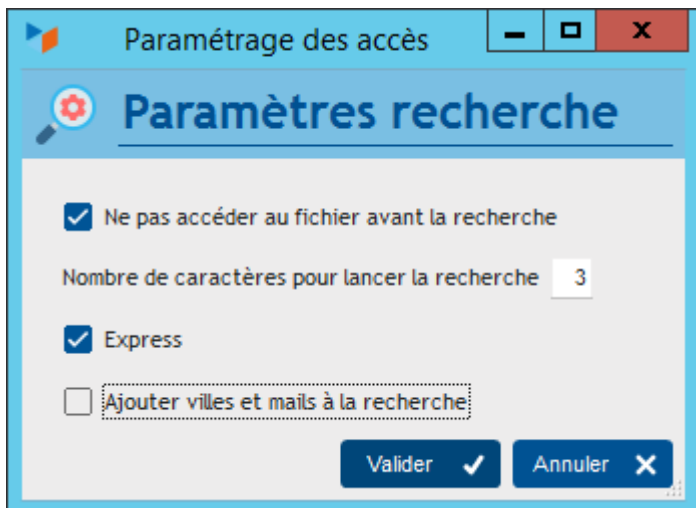 Paramétrage des accès
Paramètres recherche
Ne pas accéder au fichier avant la recherche
Nombre de caractères pour lancer la recherche 3
Express
Ajouter villes et mails à la recherche
Valider Annuler